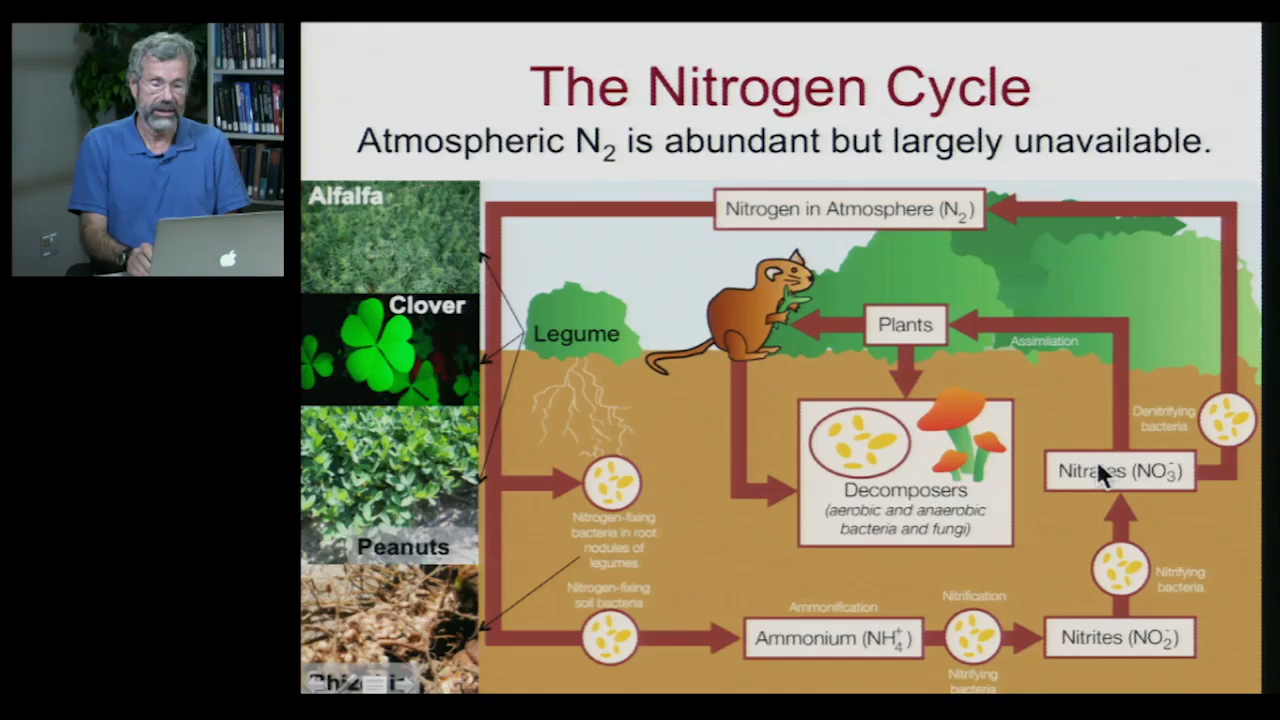 The Nitrogen Cycle
Atmospheric N₂ is abundant but largely unavailable.
Alfalfa
Clover
Peanuts
Legume
Nitrogen in Atmosphere (N₂)
Plants
Assimilation
Decomposers
(aerobic and anaerobic
bacteria and fungi)
Denitrifying
bacteria
Nitrates (NO₃⁻)
Nitrogen-fixing
bacteria in root
nodules of
legumes
Nitrogen-fixing
soil bacteria
Ammonification
Ammonium (NH₄⁺)
Nitrification
Nitrifying
bacteria
Nitrites (NO₂⁻)
Nitrifying
bacteria